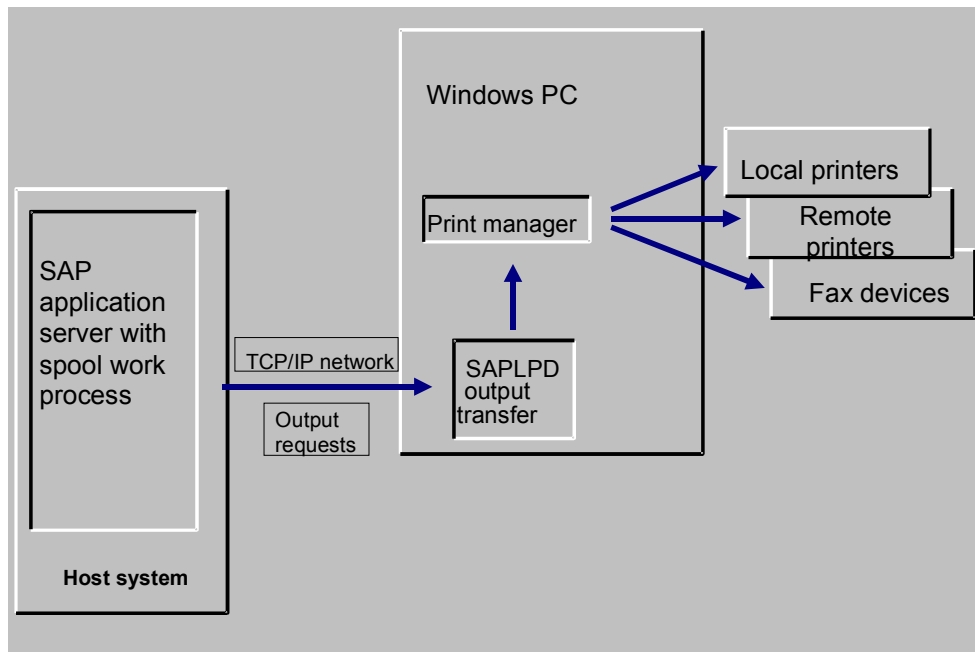 Windows PC
Local printers
Remote
printers
Fax devices
Print manager
SAP
application
server with
spool work
process
TCP/IP network
Output
requests
SAPLPD
output
transfer
Host system